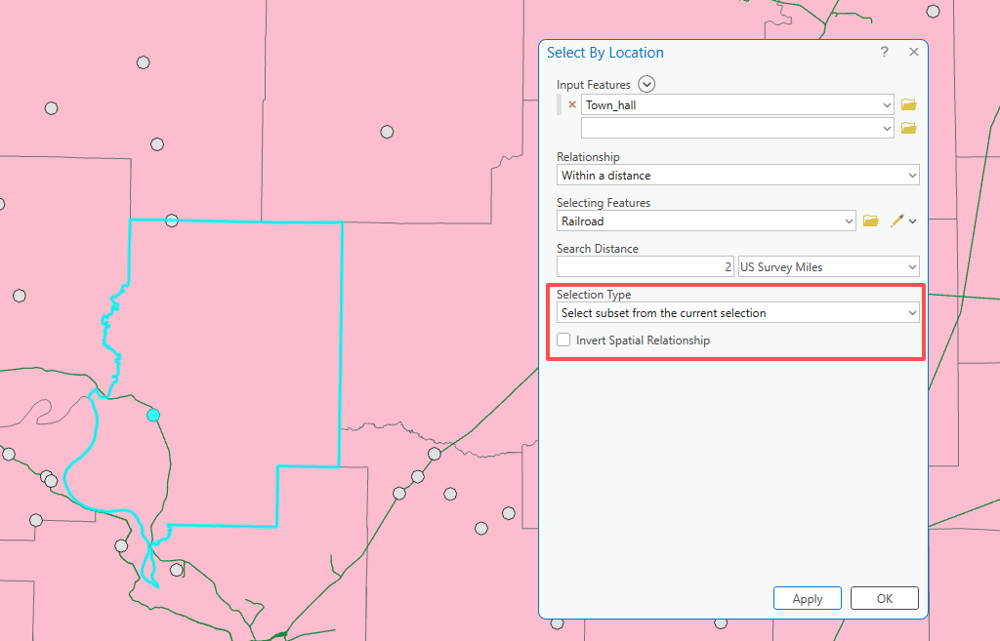 Select By Location ? ×
Input Features
Town_hall
Relationship
Within a distance
Selecting Features
Railroad
Search Distance
2 US Survey Miles
Selection Type
Select subset from the current selection
Invert Spatial Relationship
Apply OK